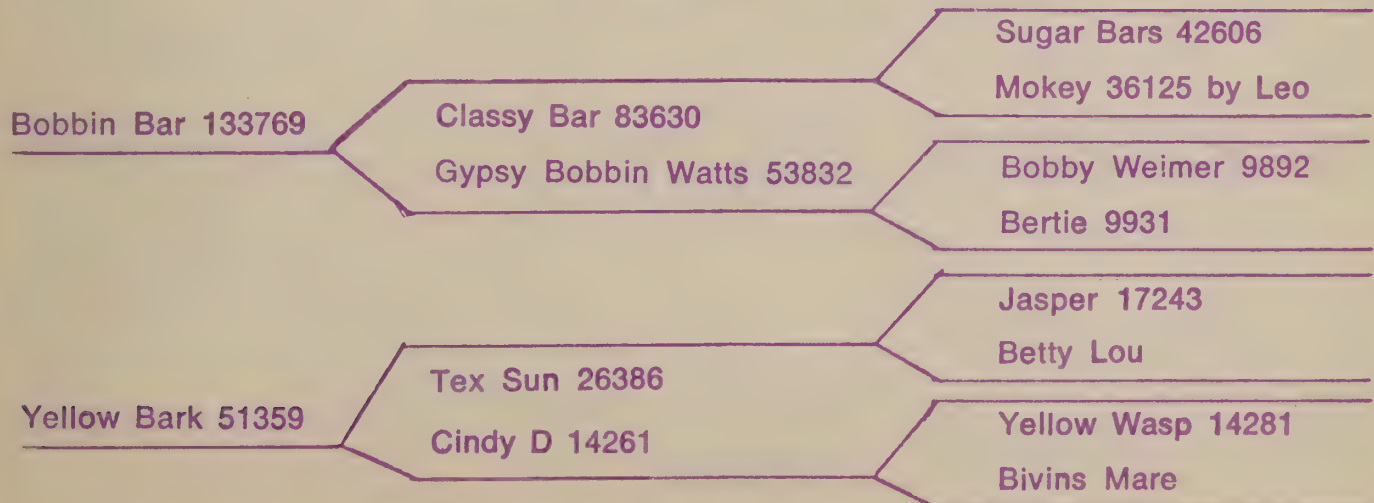 Bobbin Bar 133769
Classy Bar 83630
Gypsy Bobbin Watts 53832
Sugar Bars 42606
Mokey 36125 by Leo
Bobby Weimer 9892
Bertie 9931
Yellow Bark 51359
Tex Sun 26386
Cindy D 14261
Jasper 17243
Betty Lou
Yellow Wasp 14281
Bivins Mare